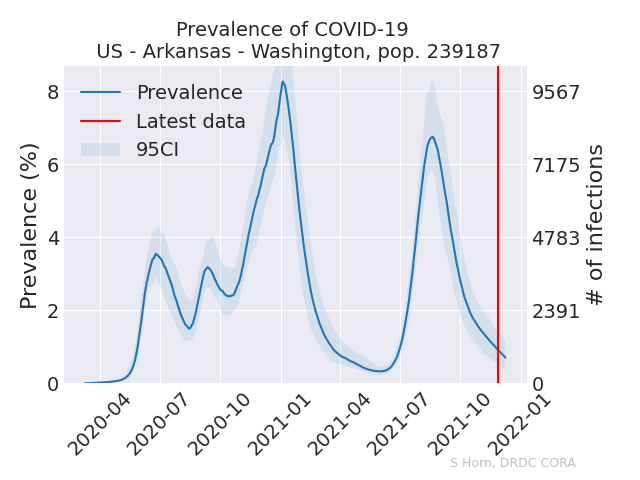 Prevalence of COVID-19
US - Arkansas - Washington, pop. 239187
Prevalence (%)
8
6
4
2
0
Prevalence
Latest data
95CI
9567
7175
4783
2391
0
# of infections
2020-04
2020-07
2020-10
2021-01
2021-04
2021-07
2021-10
2022-01
S Horn, DRDC CORA